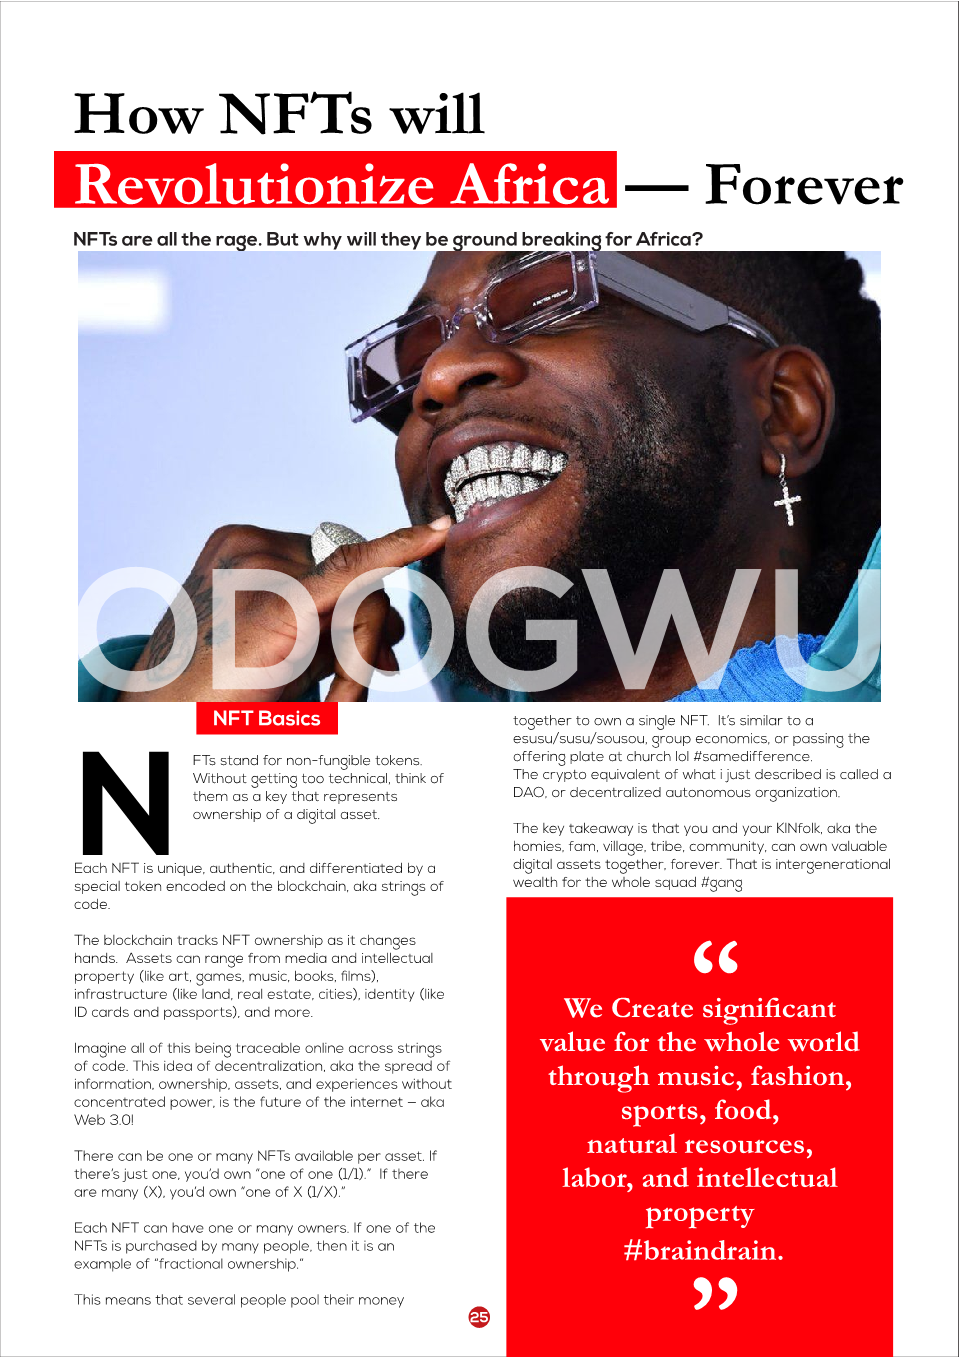 How NFTs will
Revolutionize Africa — Forever
NFTs are all the rage. But why will they be ground breaking for Africa?
ODOGWU
NFT Basics
N
FTs stand for non-fungible tokens.
Without getting too technical, think of
them as a key that represents
ownership of a digital asset.
Each NFT is unique, authentic, and differentiated by a
special token encoded on the blockchain, aka strings of
code.
The blockchain tracks NFT ownership as it changes
hands.  Assets can range from media and intellectual
property (like art, games, music, books, films),
infrastructure (like land, real estate, cities), identity (like
ID cards and passports), and more.
Imagine all of this being traceable online across strings
of code. This idea of decentralization, aka the spread of
information, ownership, assets, and experiences without
concentrated power, is the future of the internet — aka
Web 3.0!
There can be one or many NFTs available per asset. If
there’s just one, you’d own “one of one (1/1).”  If there
are many (X), you’d own “one of X (1/X).”
Each NFT can have one or many owners. If one of the
NFTs is purchased by many people, then it is an
example of “fractional ownership.”
This means that several people pool their money
together to own a single NFT.  It’s similar to a
esusu/susu/sousou, group economics, or passing the
offering plate at church lol #samedifference.
The crypto equivalent of what i just described is called a
DAO, or decentralized autonomous organization.
The key takeaway is that you and your KINfolk, aka the
homies, fam, village, tribe, community, can own valuable
digital assets together, forever. That is intergenerational
wealth for the whole squad #gang
“
We Create significant
value for the whole world
through music, fashion,
sports, food,
natural resources,
labor, and intellectual
property
#braindrain.
”
25